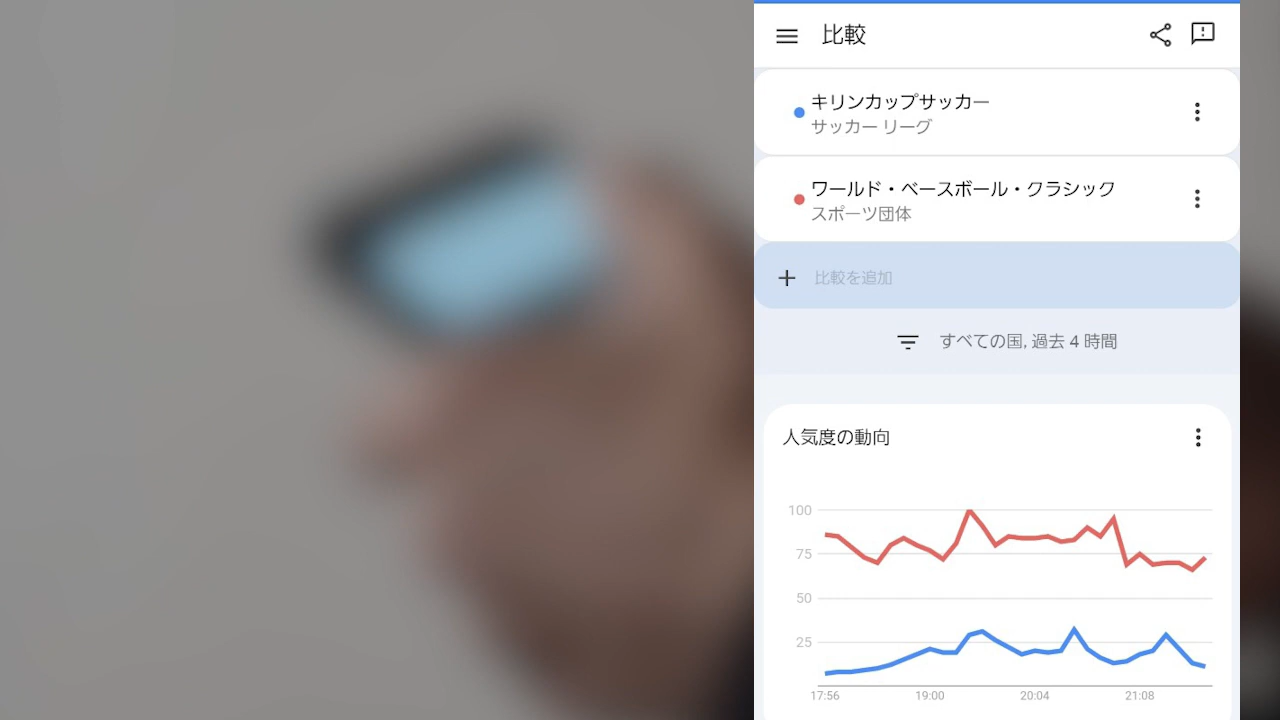 比較
キリンカップサッカー
サッカー リーグ
ワールド・ベースボール・クラシック
スポーツ団体
比較を追加
すべての国, 過去 4 時間
人気度の動向
100
75
50
25
17:56 19:00 20:04 21:08